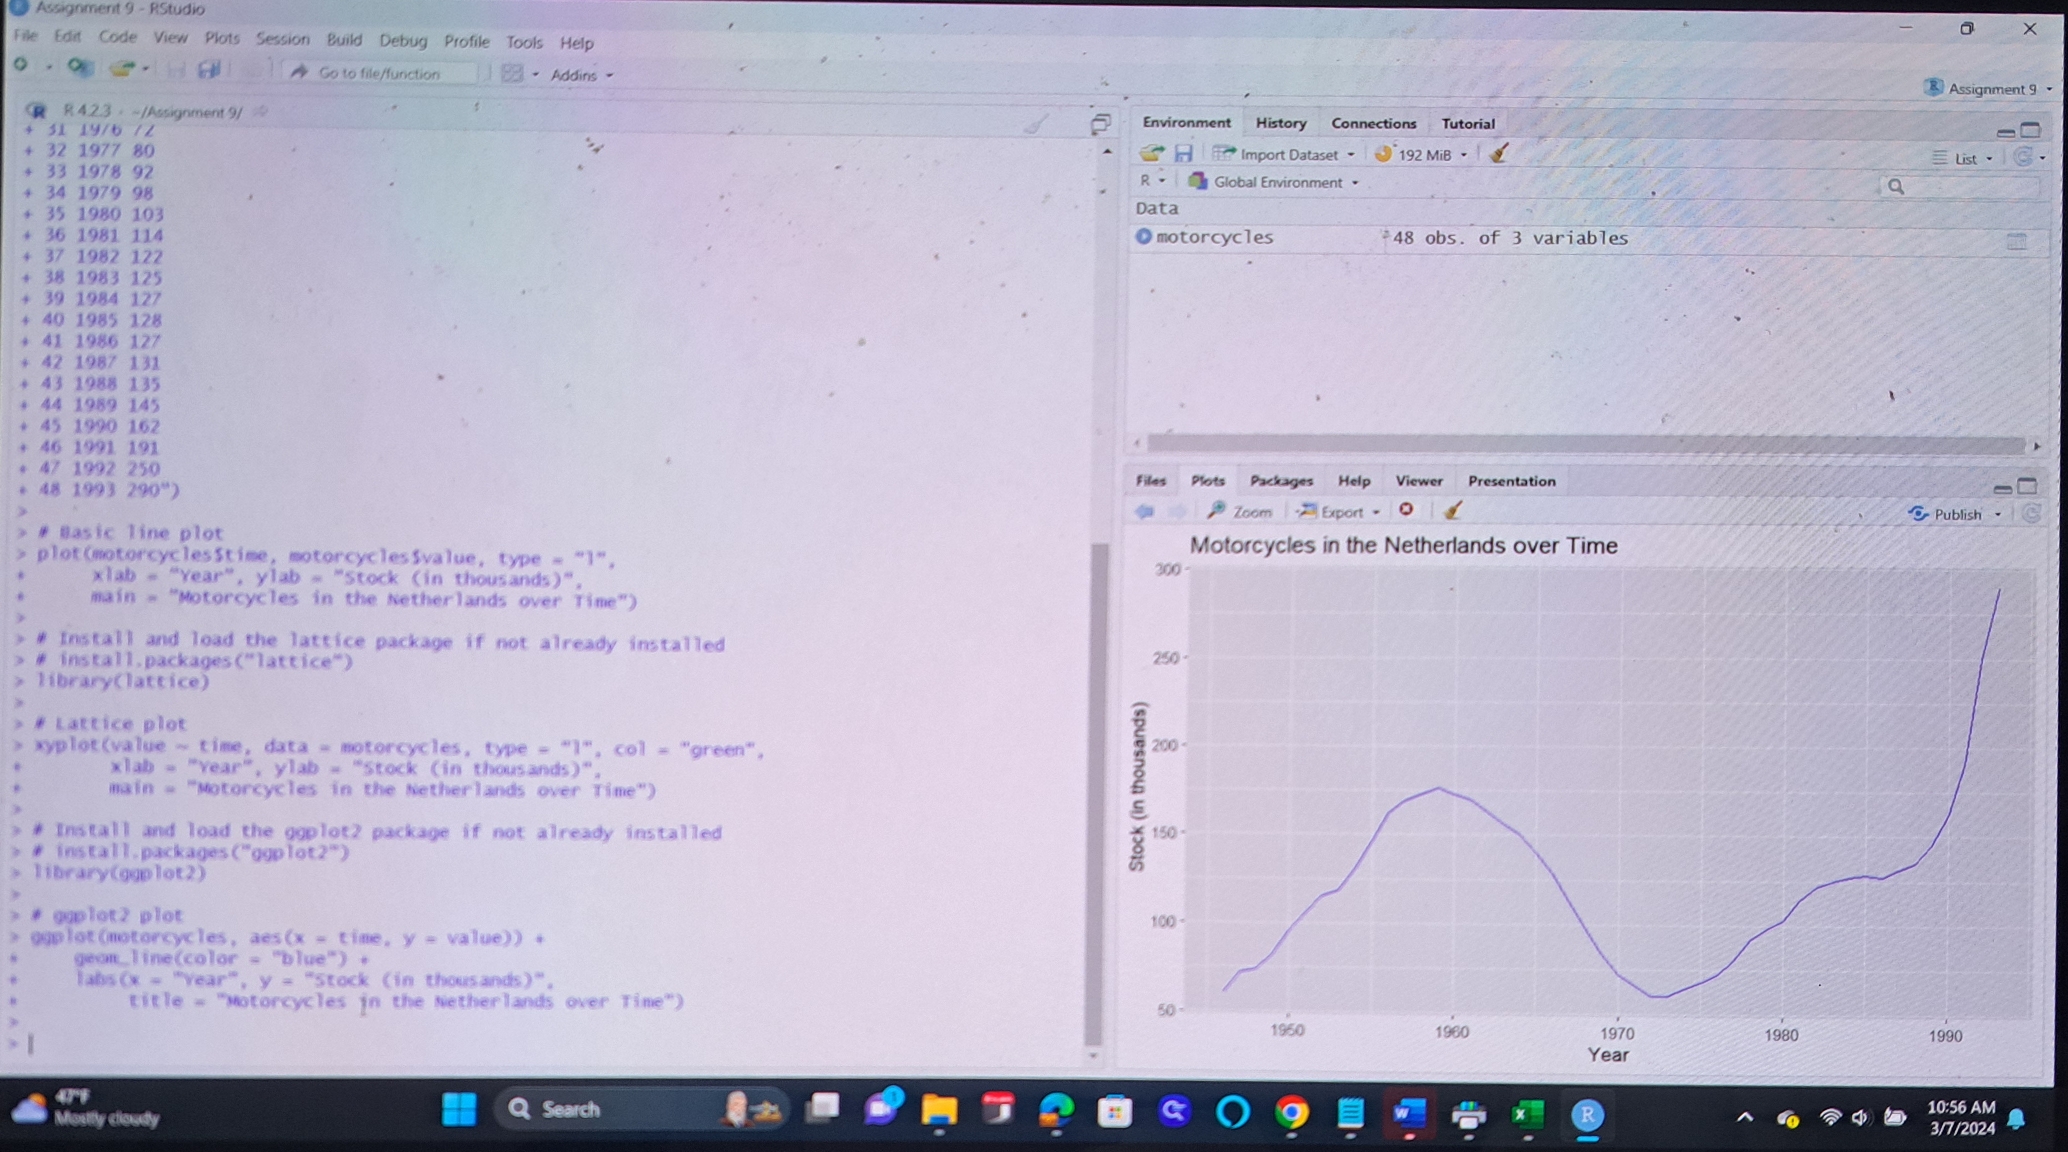 Assignment 9 - RStudio
File Edit Code View Plots Session Build Debug Profile Tools Help
Go to file/function Addins
Assignment 9
R 4.2.3 · ~/Assignment 9/
+ 31 1976 72
+ 32 1977 80
+ 33 1978 92
+ 34 1979 98
+ 35 1980 103
+ 36 1981 114
+ 37 1982 122
+ 38 1983 125
+ 39 1984 127
+ 40 1985 128
+ 41 1986 127
+ 42 1987 131
+ 43 1988 135
+ 44 1989 145
+ 45 1990 162
+ 46 1991 191
+ 47 1992 250
+ 48 1993 290")
>
> # Basic line plot
> plot(motorcycles$time, motorcycles$value, type = "l",
+ xlab = "Year", ylab = "Stock (in thousands)",
+ main = "Motorcycles in the Netherlands over Time")
>
> # Install and load the lattice package if not already installed
> # install.packages("lattice")
> library(lattice)
>
> # Lattice plot
> xyplot(value ~ time, data = motorcycles, type = "l", col = "green",
+ xlab = "Year", ylab = "Stock (in thousands)",
+ main = "Motorcycles in the Netherlands over Time")
>
> # Install and load the ggplot2 package if not already installed
> # install.packages("ggplot2")
> library(ggplot2)
>
> # ggplot2 plot
> ggplot(motorcycles, aes(x = time, y = value)) +
+ geom_line(color = "blue") +
+ labs(x = "Year", y = "Stock (in thousands)",
+ title = "Motorcycles in the Netherlands over Time")
>
>
Environment History Connections Tutorial
Import Dataset 192 MiB List
R Global Environment
Data
motorcycles 48 obs. of 3 variables
Files Plots Packages Help Viewer Presentation
Zoom Export Publish
Motorcycles in the Netherlands over Time
300
250
200
150
100
50
Stock (in thousands)
1950 1960 1970 1980 1990
Year
47°F
Mostly cloudy
Search
1
10:56 AM
3/7/2024